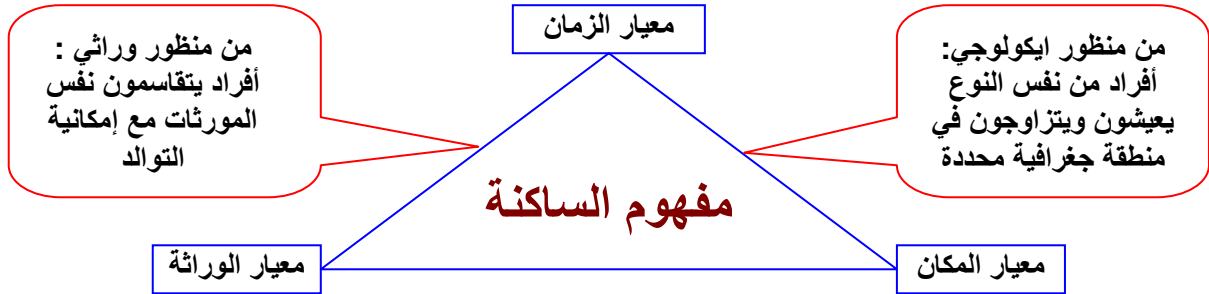 معيار الزمان
من منظور ايكولوجي:
أفراد من نفس النوع
يعيشون ويتزاوجون في
منطقة جغرافية محددة
من منظور وراثي :
أفراد يتقاسمون نفس
المورثات مع إمكانية
التوالد
مفهوم الساكنة
معيار المكان
معيار الوراثة